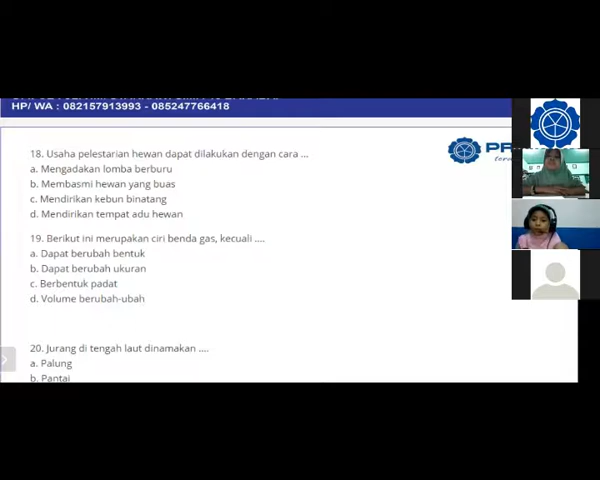 HP/ WA : 082157913993 - 085247766418
18. Usaha pelestarian hewan dapat dilakukan dengan cara ...
a. Mengadakan lomba berburu
b. Membasmi hewan yang buas
c. Mendirikan kebun binatang
d. Mendirikan tempat adu hewan
19. Berikut ini merupakan ciri benda gas, kecuali ....
a. Dapat berubah bentuk
b. Dapat berubah ukuran
c. Berbentuk padat
d. Volume berubah-ubah
20. Jurang di tengah laut dinamakan ....
a. Palung
b. Pantai